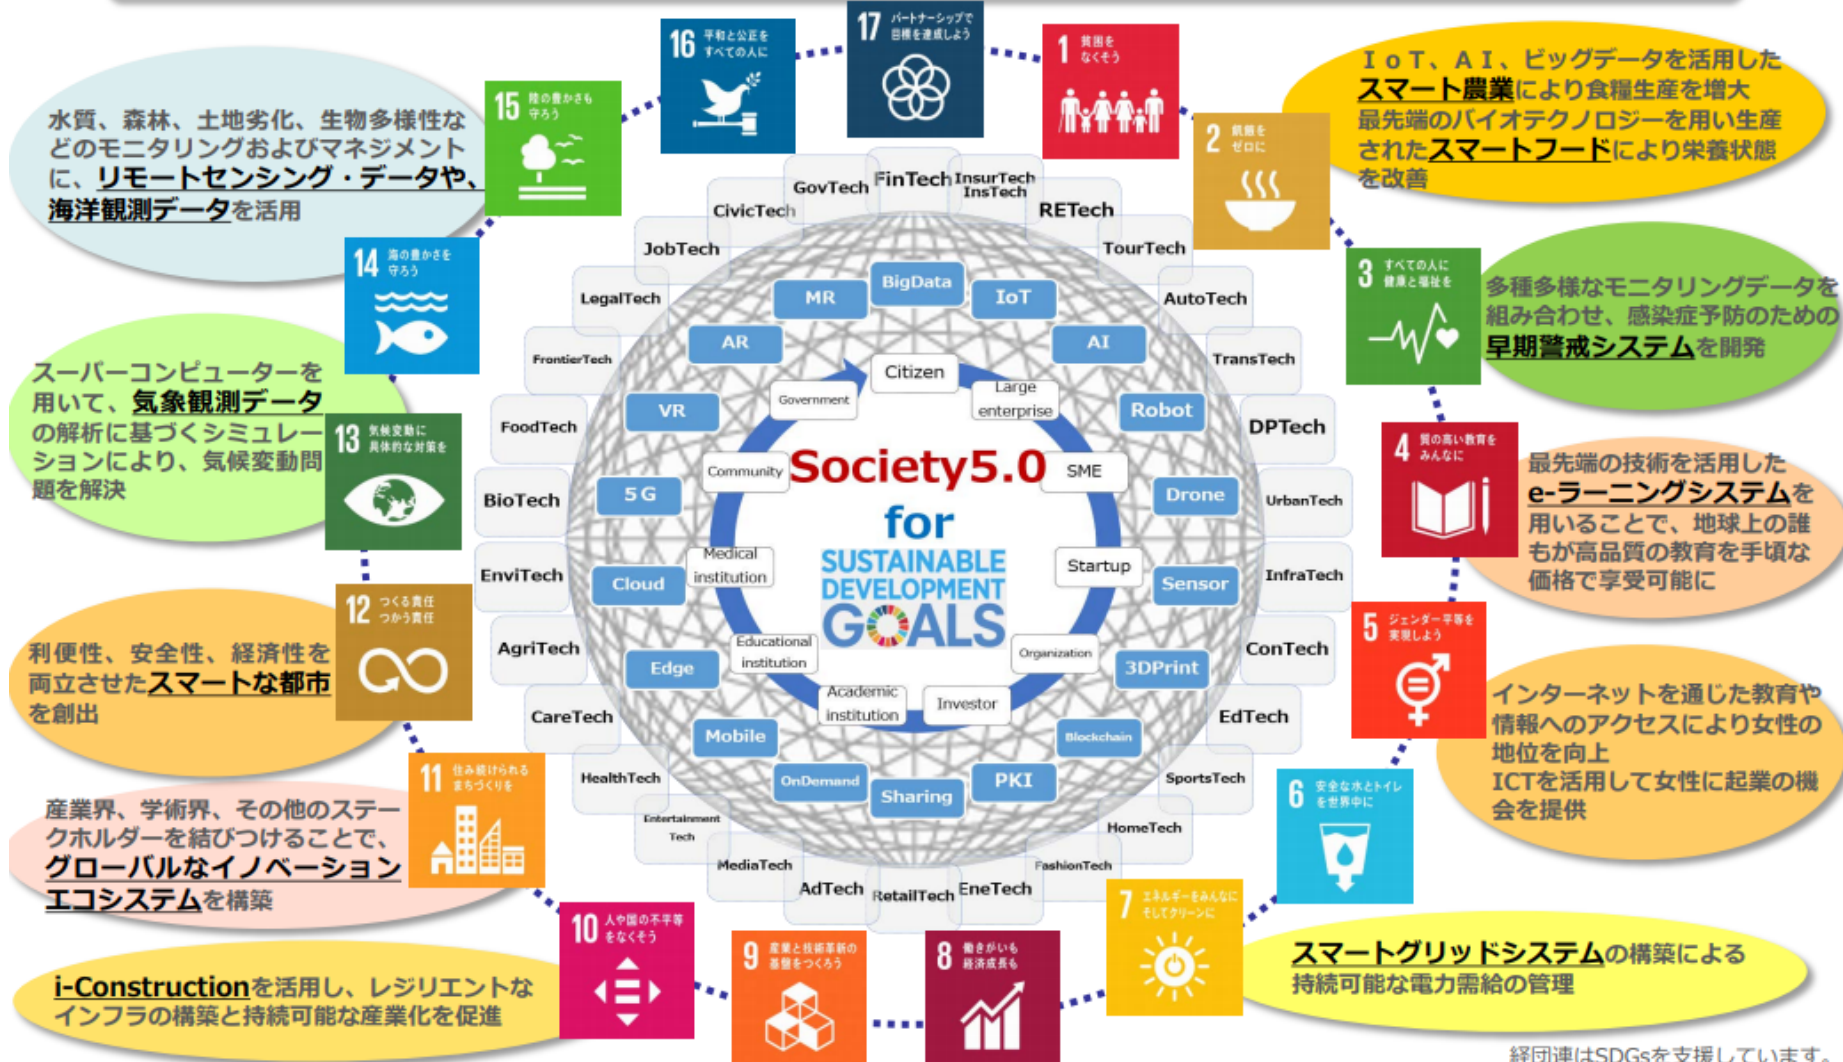 17 パートナーシップで
目標を達成しよう
16 平和と公正を
すべての人に
1 貧困を
なくそう
15 陸の豊かさも
守ろう
2 飢餓を
ゼロに
IoT、AI、ビッグデータを活用した
スマート農業により食糧生産を増大
最先端のバイオテクノロジーを用い生産
されたスマートフードにより栄養状態
を改善
水質、森林、土地劣化、生物多様性な
どのモニタリングおよびマネジメント
に、リモートセンシング・データや、
海洋観測データを活用
14 海の豊かさを
守ろう
3 すべての人に
健康と福祉を
多種多様なモニタリングデータを
組み合わせ、感染症予防のための
早期警戒システムを開発
スーパーコンピューターを
用いて、気象観測データ
の解析に基づくシミュレー
ションにより、気候変動問
題を解決
13 気候変動に
具体的な対策を
4 質の高い教育を
みんなに
最先端の技術を活用した
e-ラーニングシステムを
用いることで、地球上の誰
もが高品質の教育を手頃な
価格で享受可能に
12 つくる責任
つかう責任
利便性、安全性、経済性を
両立させたスマートな都市
を創出
5 ジェンダー平等を
実現しよう
インターネットを通じた教育や
情報へのアクセスにより女性の
地位を向上
ICTを活用して女性に起業の機
会を提供
11 住み続けられる
まちづくりを
産業界、学術界、その他のステー
クホルダーを結びつけることで、
グローバルなイノベーション
エコシステムを構築
6 安全な水とトイレ
を世界中に
10 人や国の不平等
をなくそう
i-Constructionを活用し、レジリエントな
インフラの構築と持続可能な産業化を促進
9 産業と技術革新の
基盤をつくろう
8 働きがいも
経済成長も
7 エネルギーをみんなに
そしてクリーンに
スマートグリッドシステムの構築による
持続可能な電力需給の管理
FinTech
InsurTech
InsTech
RETech
TourTech
AutoTech
TransTech
DPTech
UrbanTech
InfraTech
ConTech
EdTech
SportsTech
HomeTech
FashionTech
EneTech
RetailTech
AdTech
MediaTech
Entertainment
Tech
HealthTech
CareTech
AgriTech
EnviTech
BioTech
FoodTech
FrontierTech
LegalTech
JobTech
CivicTech
GovTech
BigData
IoT
AI
Robot
Drone
Sensor
3DPrint
Blockchain
PKI
Sharing
OnDemand
Mobile
Edge
Cloud
5G
VR
AR
MR
Citizen
Large
enterprise
SME
Startup
Organization
Investor
Academic
institution
Educational
institution
Medical
institution
Community
Government
Society5.0
for
SUSTAINABLE
DEVELOPMENT
GOALS
経団連はSDGsを支援しています。